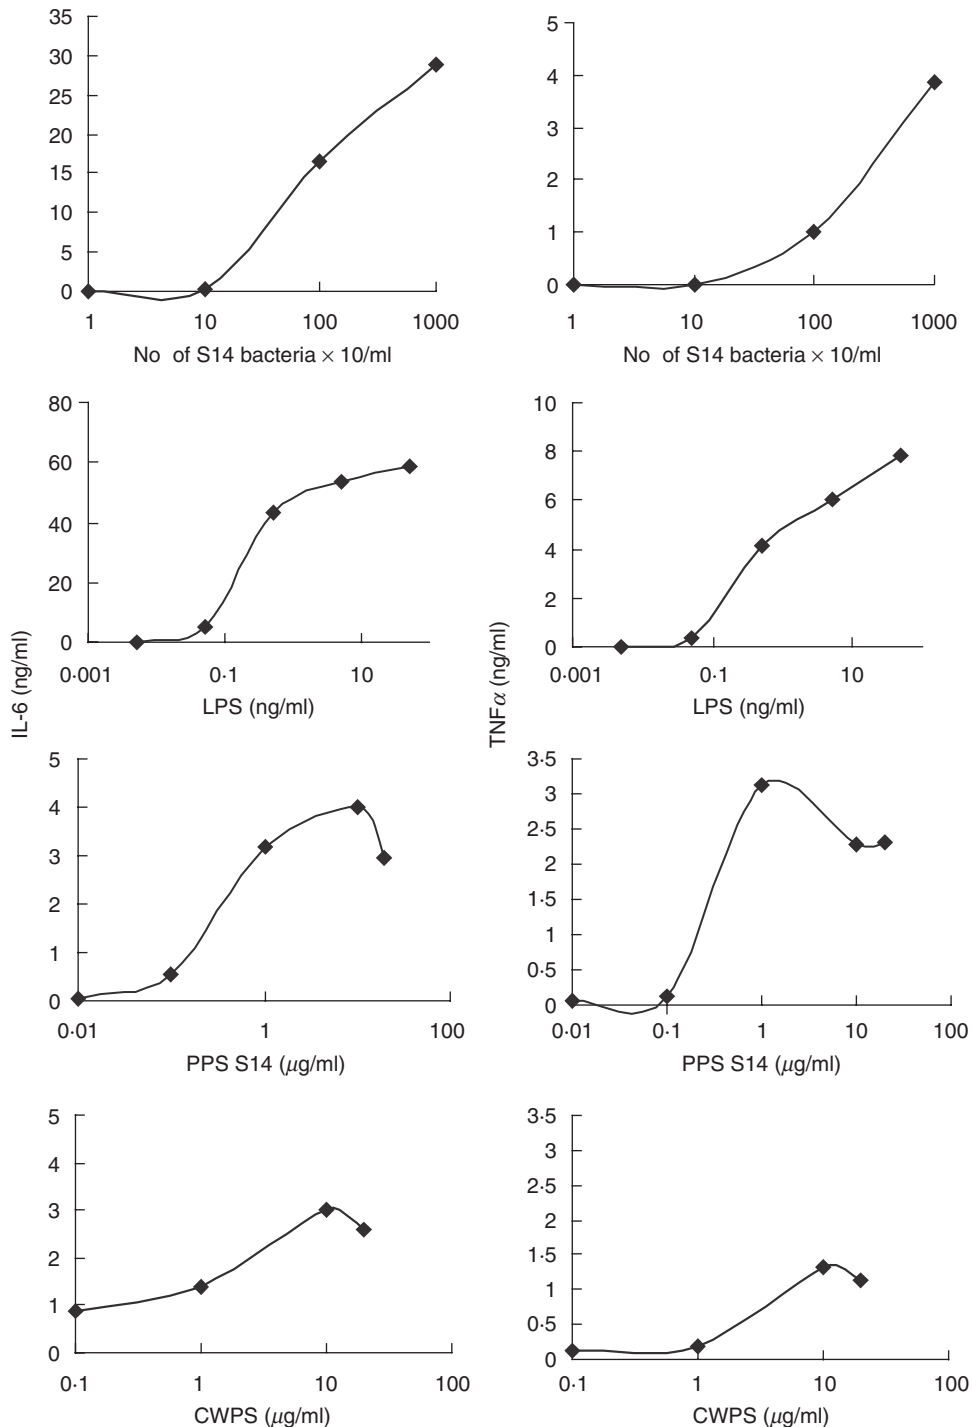 35
30
25
20
15
10
5
0
1 10 100 1000
No of S14 bacteria × 10/ml
5
4
3
2
1
0
1 10 100 1000
No of S14 bacteria × 10/ml
IL-6 (ng/ml)
80
60
40
20
0
0·001 0·1 10
LPS (ng/ml)
TNFα (ng/ml)
10
8
6
4
2
0
0·001 0·1 10
LPS (ng/ml)
5
4
3
2
1
0
0·01 1 100
PPS S14 (μg/ml)
3·5
3
2·5
2
1·5
1
0·5
0
0·01 0·1 1 10 100
PPS S14 (μg/ml)
5
4
3
2
1
0
0·1 1 10 100
CWPS (μg/ml)
3·5
3
2·5
2
1·5
1
0·5
0
0·1 1 10 100
CWPS (μg/ml)